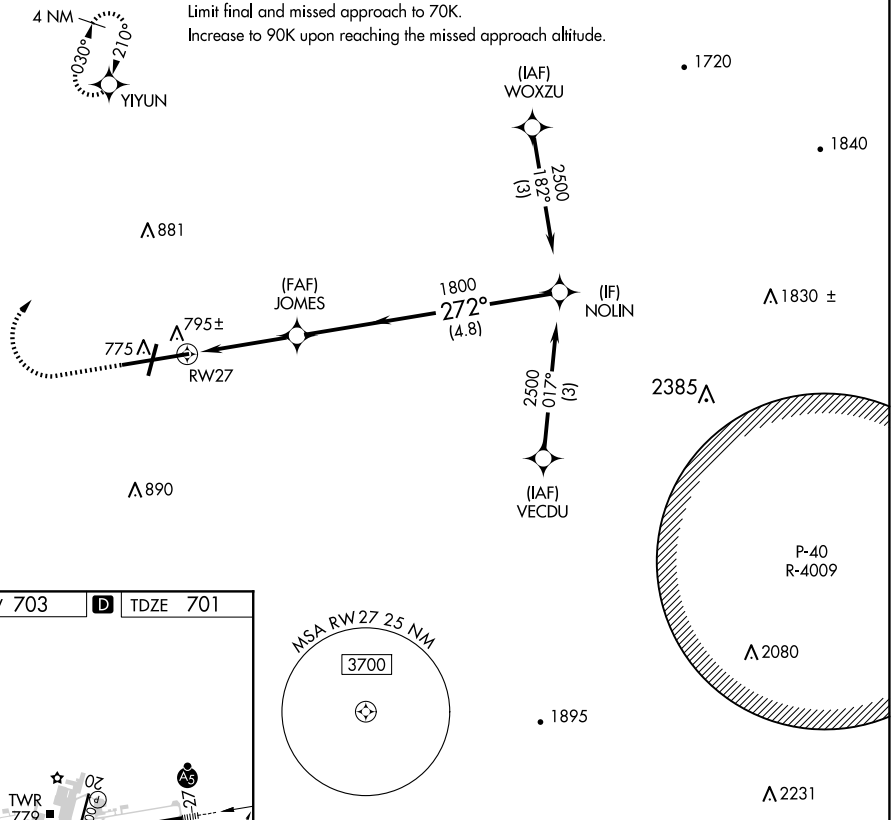 Limit final and missed approach to 70K.
Increase to 90K upon reaching the missed approach altitude.
4 NM
030°
210°
YIYUN
(IAF)
WOXZU
1720
1840
2500
182°
(3)
881
(FAF)
JOMES
1800
272°
(4.8)
(IF)
NOLIN
1830 ±
795±
775
RW27
2500
017°
(3)
2385
(IAF)
VECDU
890
P-40
R-4009
703
D
TDZE 701
MSA RW27 25 NM
3700
2080
1895
A5
20
P
27
TWR
779
2231